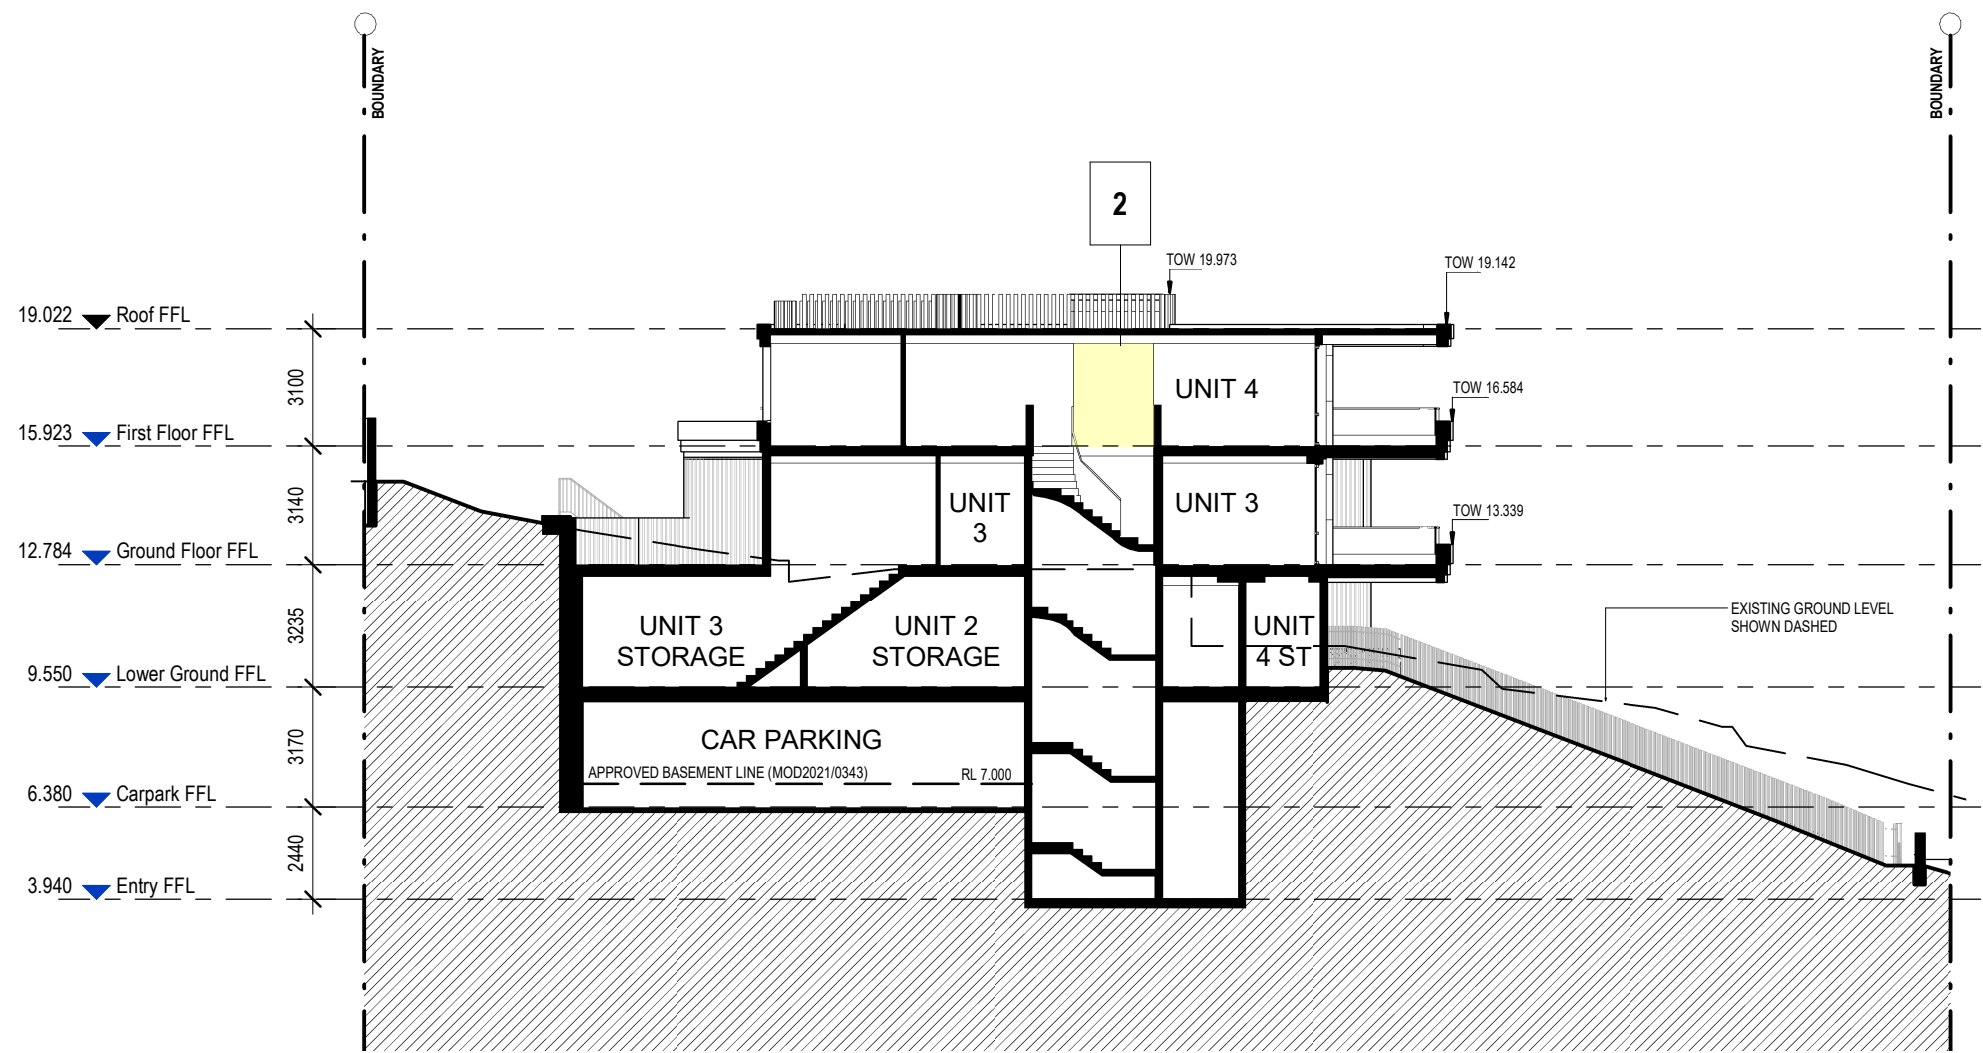 BOUNDARY
BOUNDARY
2
TOW 19.973
TOW 19.142
19.022 Roof FFL
3100
UNIT 4
TOW 16.584
15.923 First Floor FFL
3140
UNIT
3
UNIT 3
TOW 13.339
12.784 Ground Floor FFL
3235
UNIT 3
STORAGE
UNIT 2
STORAGE
UNIT
4 ST
EXISTING GROUND LEVEL
SHOWN DASHED
9.550 Lower Ground FFL
3170
CAR PARKING
APPROVED BASEMENT LINE (MOD2021/0343)
RL 7.000
6.380 Carpark FFL
2440
3.940 Entry FFL